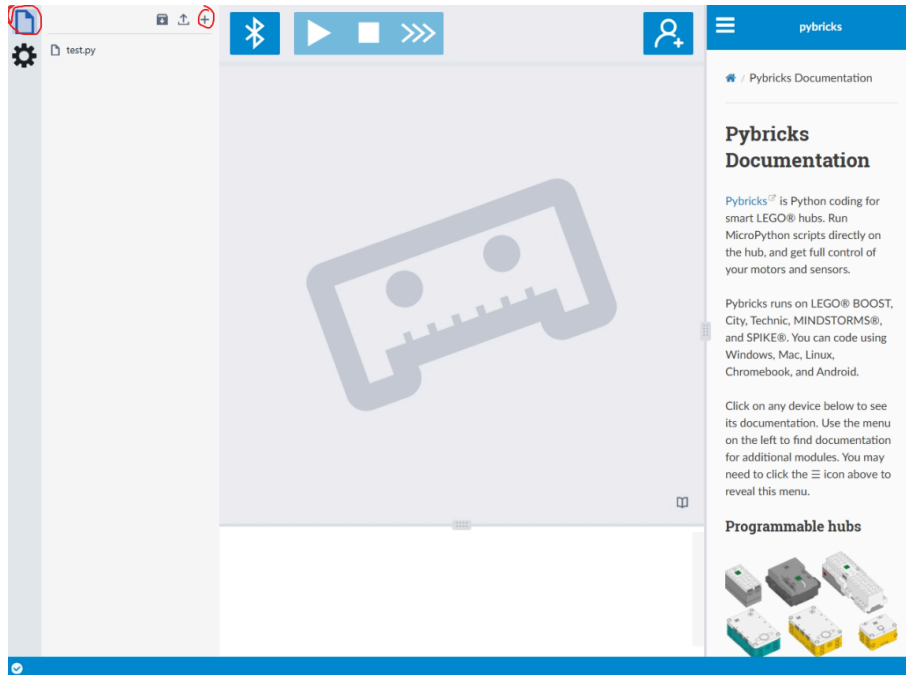 test.py
pybricks
/ Pybricks Documentation
Pybricks
Documentation
Pybricks is Python coding for
smart LEGO® hubs. Run
MicroPython scripts directly on
the hub, and get full control of
your motors and sensors.
Pybricks runs on LEGO® BOOST,
City, Technic, MINDSTORMS®,
and SPIKE®. You can code using
Windows, Mac, Linux,
Chromebook, and Android.
Click on any device below to see
its documentation. Use the menu
on the left to find documentation
for additional modules. You may
need to click the ☰ icon above to
reveal this menu.
Programmable hubs